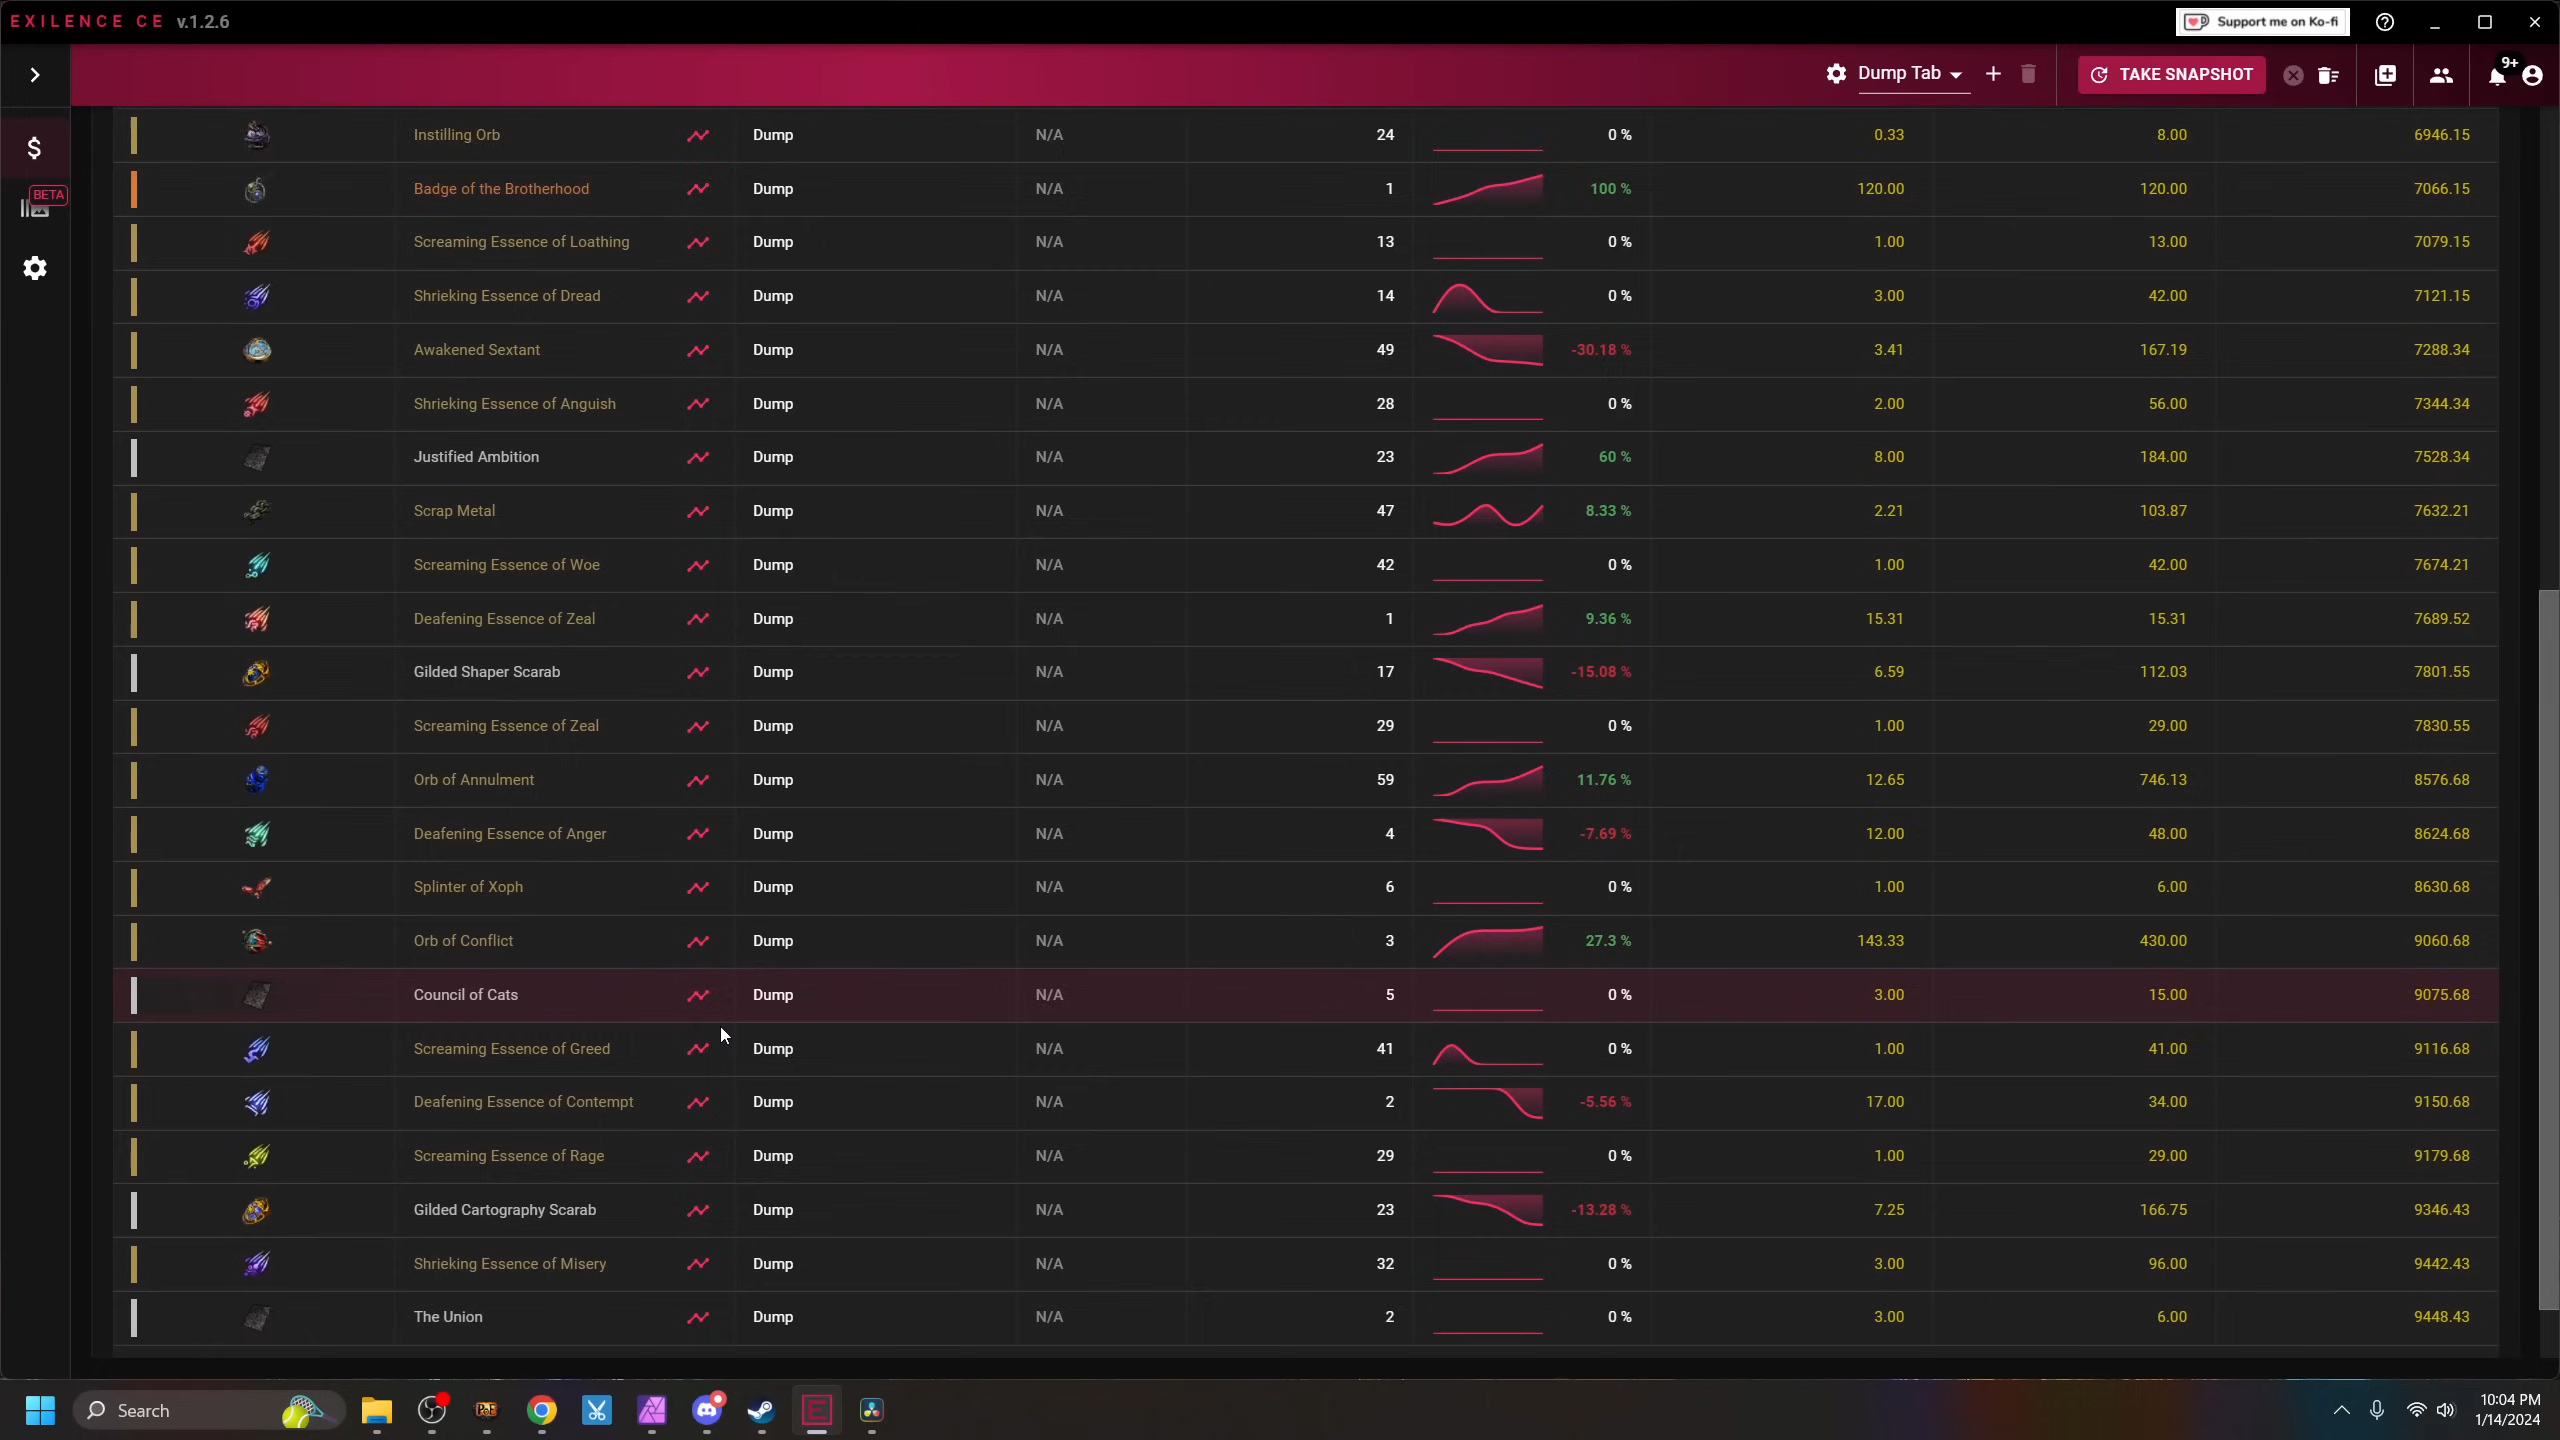 EXILENCE CE v.1.2.6
Support me on Ko-fi
Dump Tab
TAKE SNAPSHOT
9+
BETA
Instilling Orb Dump N/A 24 0 % 0.33 8.00 6946.15
Badge of the Brotherhood Dump N/A 1 100 % 120.00 120.00 7066.15
Screaming Essence of Loathing Dump N/A 13 0 % 1.00 13.00 7079.15
Shrieking Essence of Dread Dump N/A 14 0 % 3.00 42.00 7121.15
Awakened Sextant Dump N/A 49 -30.18 % 3.41 167.19 7288.34
Shrieking Essence of Anguish Dump N/A 28 0 % 2.00 56.00 7344.34
Justified Ambition Dump N/A 23 60 % 8.00 184.00 7528.34
Scrap Metal Dump N/A 47 8.33 % 2.21 103.87 7632.21
Screaming Essence of Woe Dump N/A 42 0 % 1.00 42.00 7674.21
Deafening Essence of Zeal Dump N/A 1 9.36 % 15.31 15.31 7689.52
Gilded Shaper Scarab Dump N/A 17 -15.08 % 6.59 112.03 7801.55
Screaming Essence of Zeal Dump N/A 29 0 % 1.00 29.00 7830.55
Orb of Annulment Dump N/A 59 11.76 % 12.65 746.13 8576.68
Deafening Essence of Anger Dump N/A 4 -7.69 % 12.00 48.00 8624.68
Splinter of Xoph Dump N/A 6 0 % 1.00 6.00 8630.68
Orb of Conflict Dump N/A 3 27.3 % 143.33 430.00 9060.68
Council of Cats Dump N/A 5 0 % 3.00 15.00 9075.68
Screaming Essence of Greed Dump N/A 41 0 % 1.00 41.00 9116.68
Deafening Essence of Contempt Dump N/A 2 -5.56 % 17.00 34.00 9150.68
Screaming Essence of Rage Dump N/A 29 0 % 1.00 29.00 9179.68
Gilded Cartography Scarab Dump N/A 23 -13.28 % 7.25 166.75 9346.43
Shrieking Essence of Misery Dump N/A 32 0 % 3.00 96.00 9442.43
The Union Dump N/A 2 0 % 3.00 6.00 9448.43
Search
PoE
10:04 PM
1/14/2024